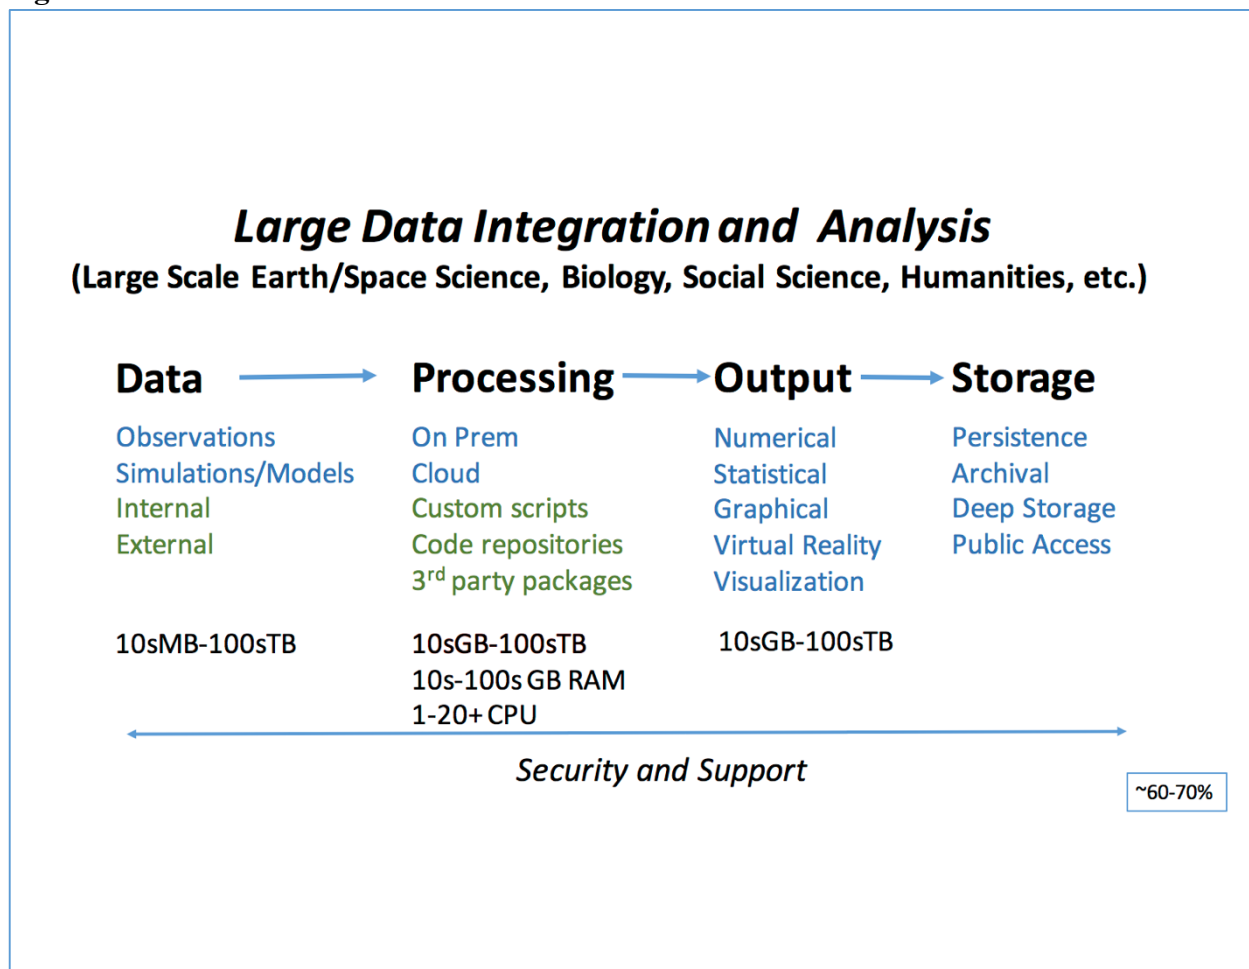 Large Data Integration and Analysis
(Large Scale Earth/Space Science, Biology, Social Science, Humanities, etc.)
Data
Processing
Output
Storage
Observations
Simulations/Models
Internal
External
On Prem
Cloud
Custom scripts
Code repositories
3rd party packages
Numerical
Statistical
Graphical
Virtual Reality
Visualization
Persistence
Archival
Deep Storage
Public Access
10sMB-100sTB
10sGB-100sTB
10s-100s GB RAM
1-20+ CPU
10sGB-100sTB
Security and Support
~60-70%